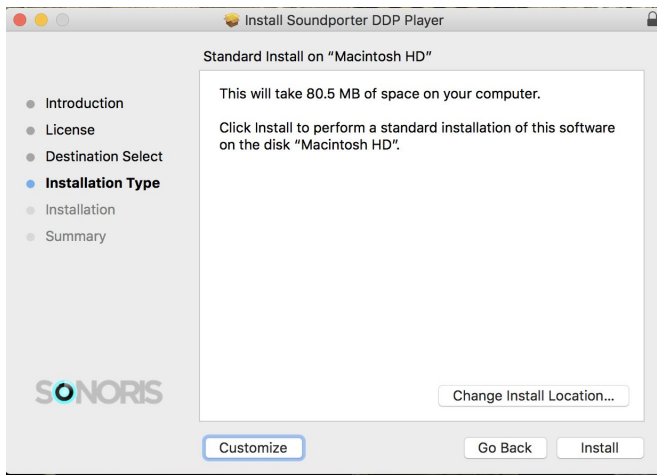 Install Soundporter DDP Player
Standard Install on “Macintosh HD”
Introduction
License
Destination Select
Installation Type
Installation
Summary
This will take 80.5 MB of space on your computer.
Click Install to perform a standard installation of this software
on the disk “Macintosh HD”.
SONORIS
Change Install Location...
Customize
Go Back
Install